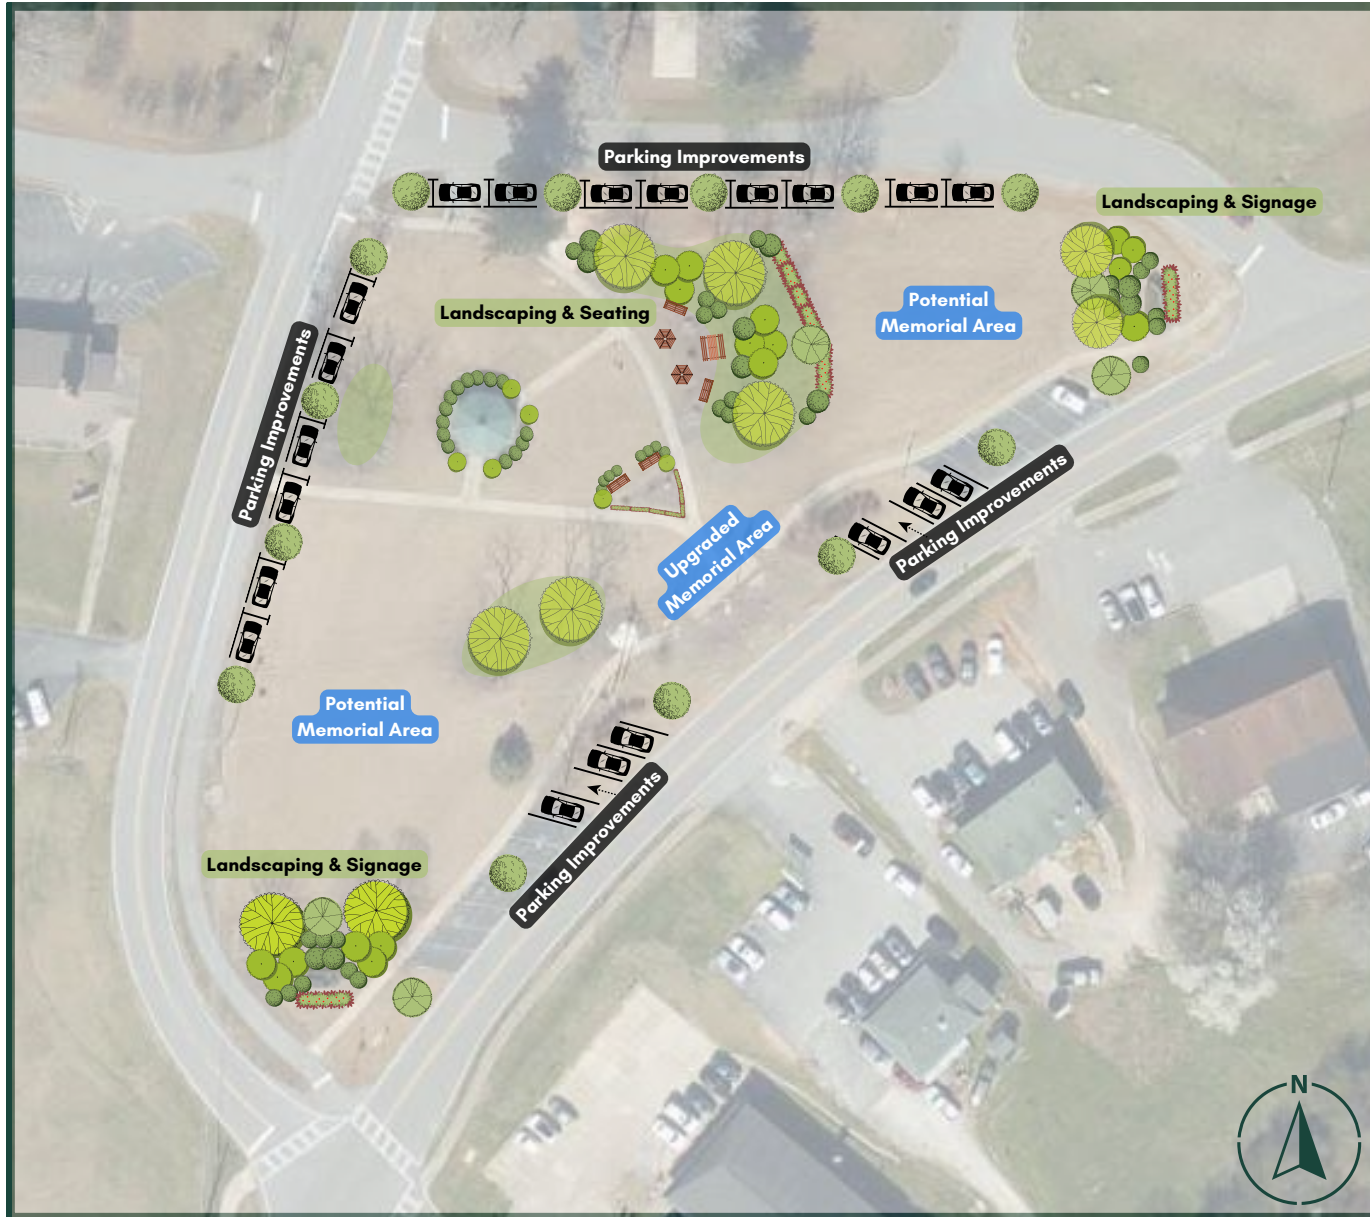 Parking Improvements
Landscaping & Signage
Landscaping & Seating
Potential
Memorial Area
Parking Improvements
Upgraded
Memorial Area
Parking Improvements
Potential
Memorial Area
Parking Improvements
Landscaping & Signage
N